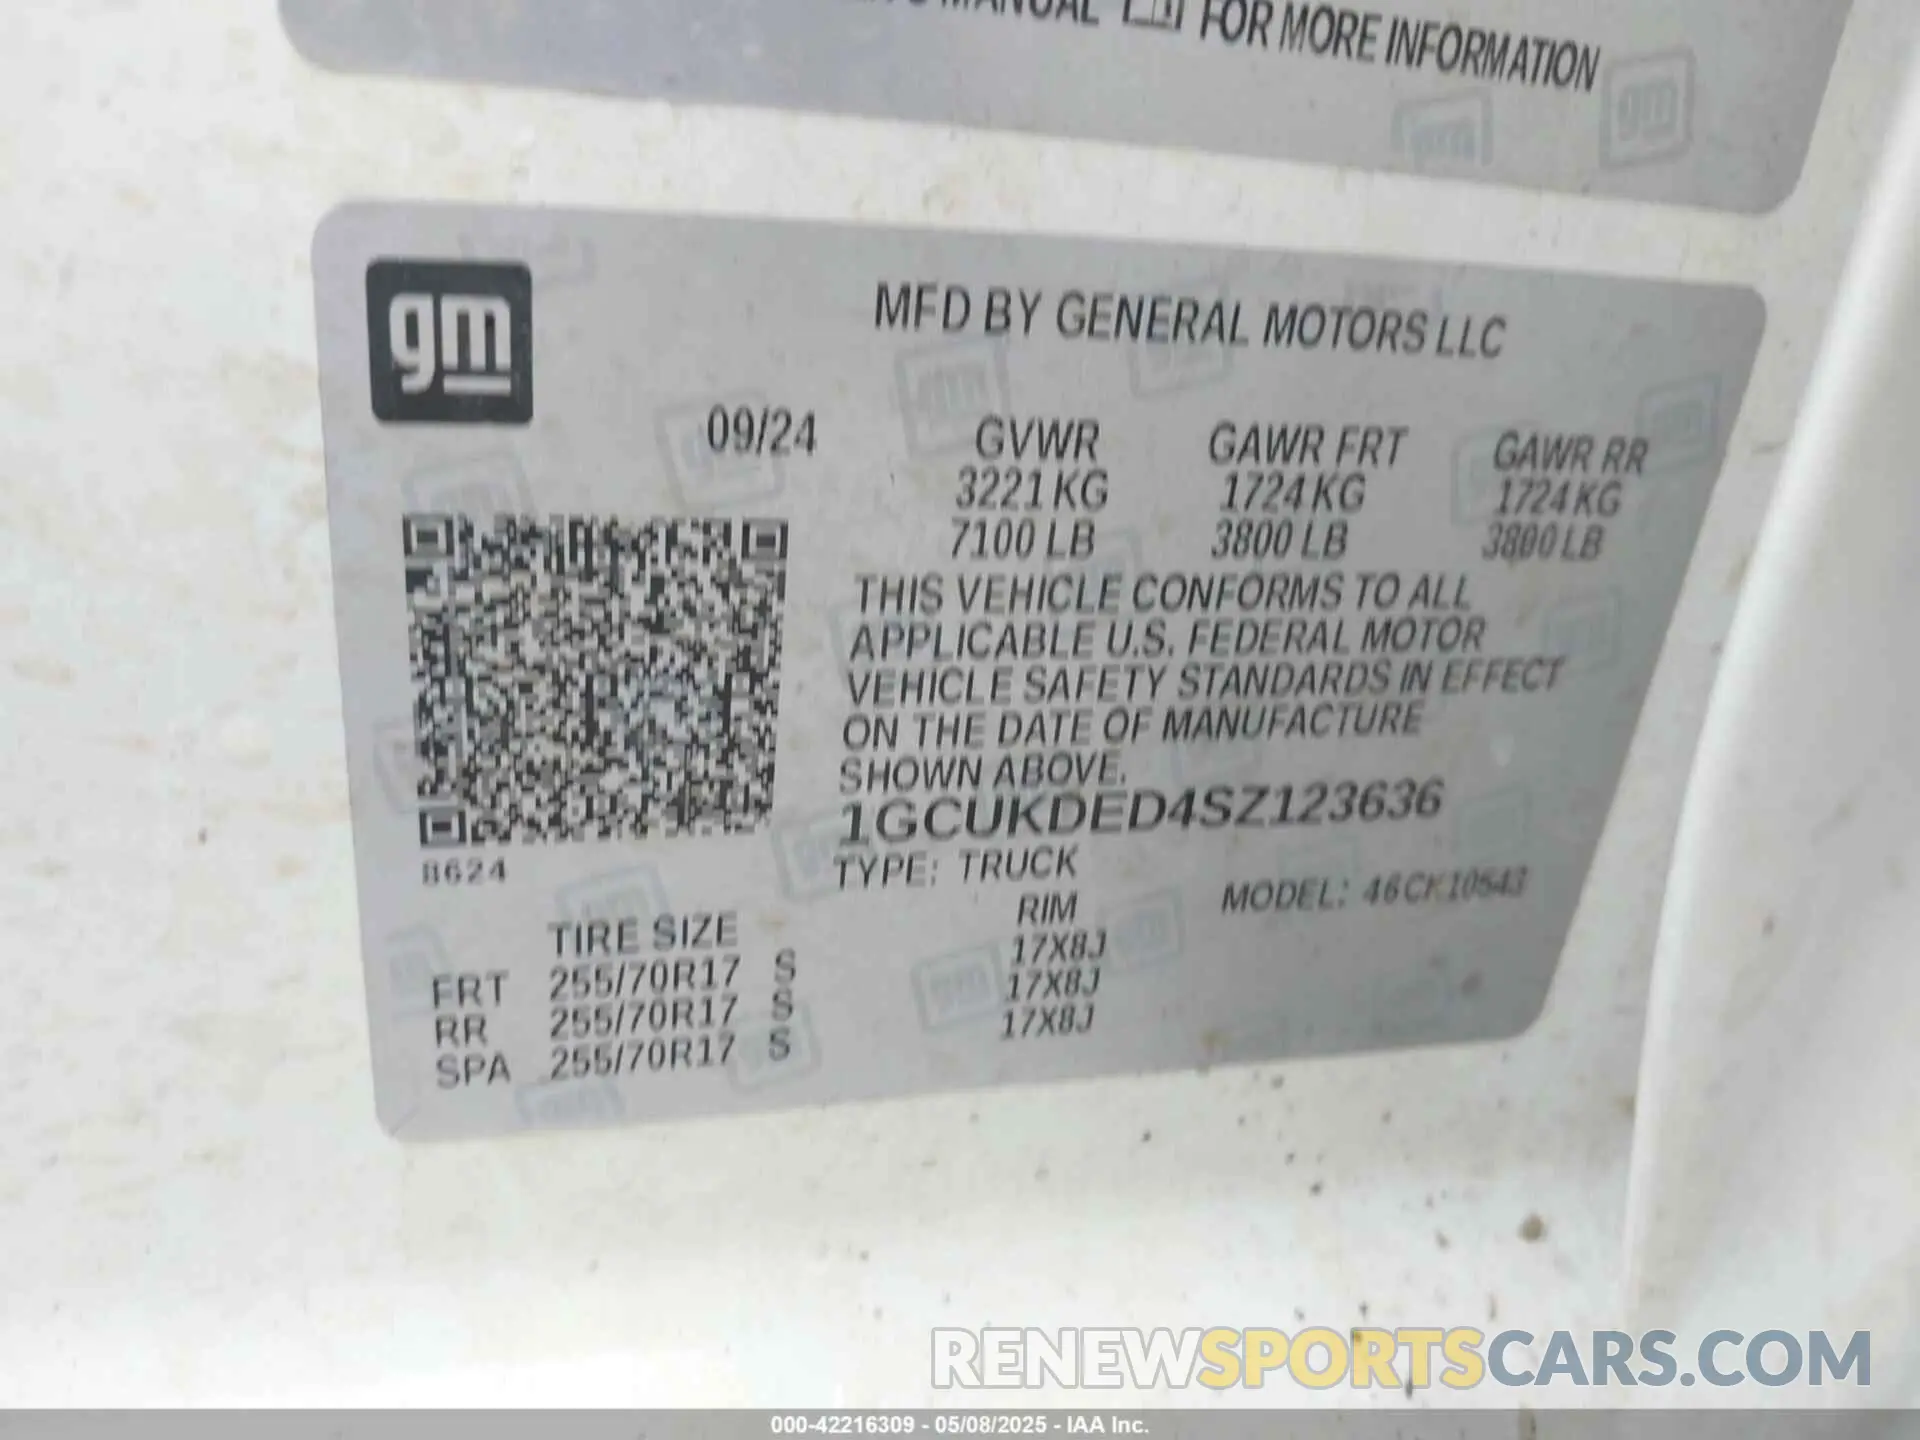 MANUAL FOR MORE INFORMATION
gm
MFD BY GENERAL MOTORS LLC
09/24
GVWR GAWR FRT GAWR RR
3221 KG 1724 KG 1724 KG
7100 LB 3800 LB 3800 LB
THIS VEHICLE CONFORMS TO ALL
APPLICABLE U.S. FEDERAL MOTOR
VEHICLE SAFETY STANDARDS IN EFFECT
ON THE DATE OF MANUFACTURE
SHOWN ABOVE.
1GCUKDED4SZ123636
8624
TYPE: TRUCK MODEL: 46CK10543
TIRE SIZE RIM
FRT 255/70R17 S 17X8J
RR 255/70R17 S 17X8J
SPA 255/70R17 S 17X8J
RENEWSPORTSCARS.COM
000-42216309 - 05/08/2025 - IAA Inc.